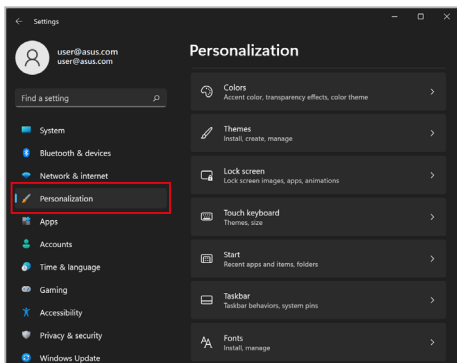 Settings
user@asus.com
user@asus.com
Find a setting
System
Bluetooth & devices
Network & internet
Personalization
Apps
Accounts
Time & language
Gaming
Accessibility
Privacy & security
Windows Update
Personalization
Colors
Accent color, transparency effects, color theme
Themes
Install, create, manage
Lock screen
Lock screen images, apps, animations
Touch keyboard
Themes, size
Start
Recent apps and items, folders
Taskbar
Taskbar behaviors, system pins
Fonts
Install, manage